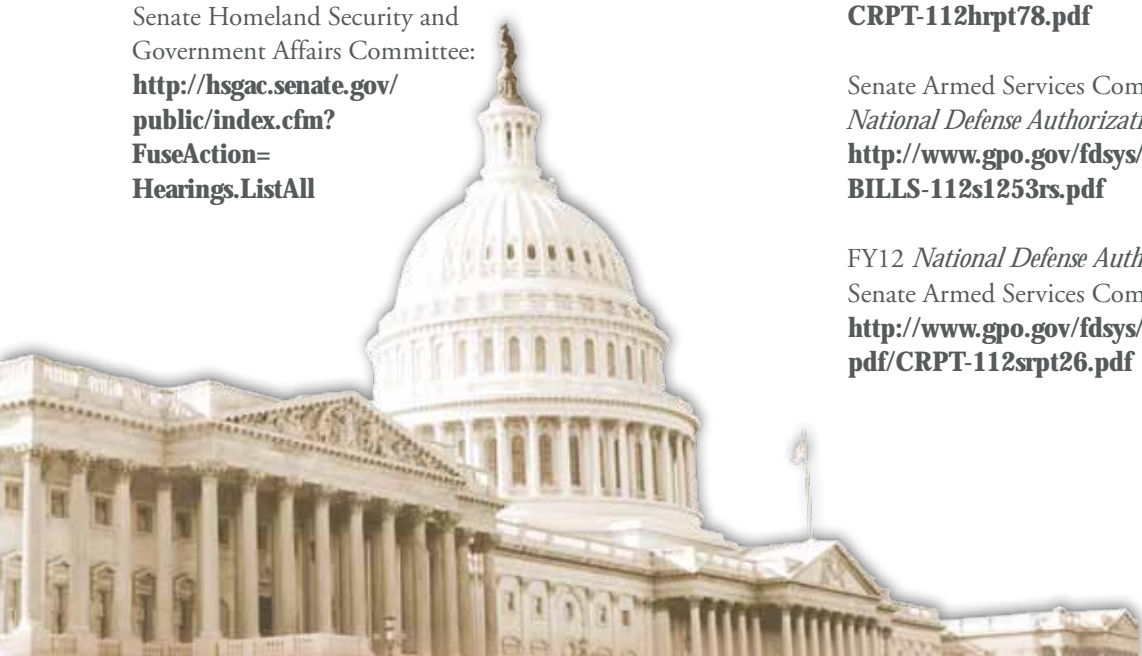 Senate Homeland Security and
Government Affairs Committee:
http://hsgac.senate.gov/
public/index.cfm?
FuseAction=
Hearings.ListAll
CRPT-112hrpt78.pdf
Senate Armed Services Com
National Defense Authorizati
http://www.gpo.gov/fdsys/
BILLS-112s1253rs.pdf
FY12 National Defense Auth
Senate Armed Services Com
http://www.gpo.gov/fdsys/
pdf/CRPT-112srpt26.pdf